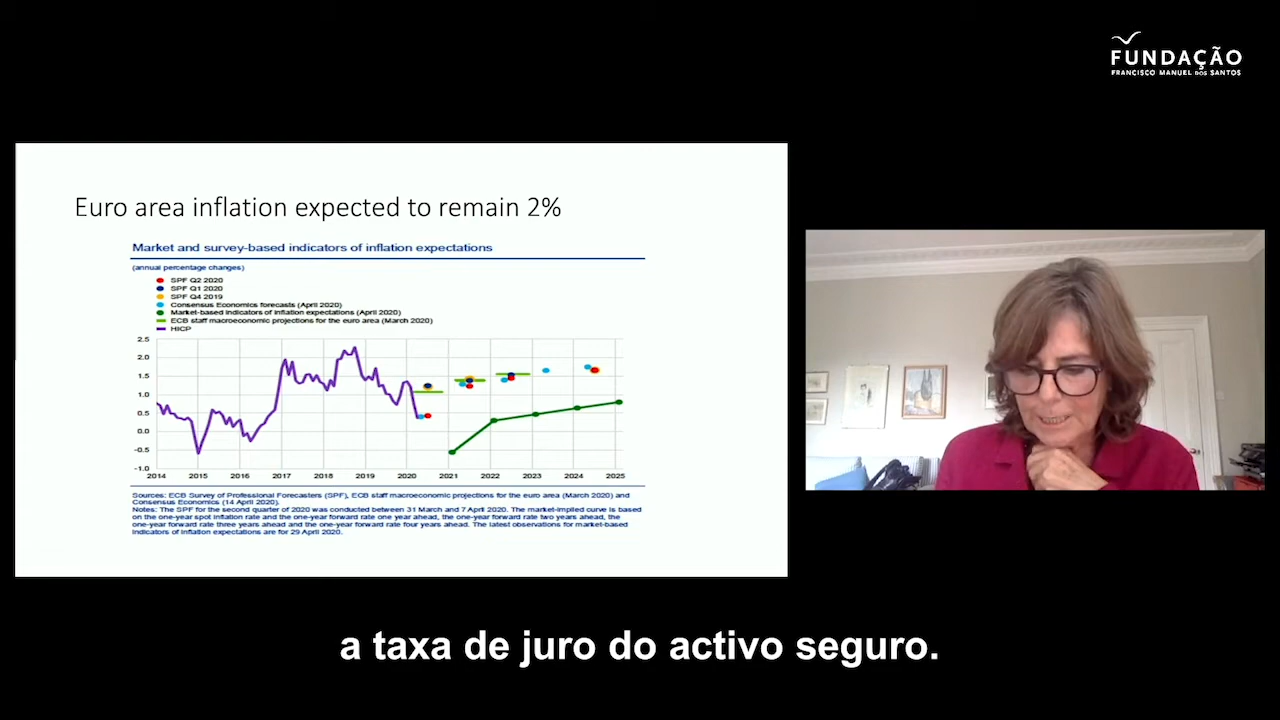 FUNDAÇÃO
FRANCISCO MANUEL DOS SANTOS
Euro area inflation expected to remain 2%
Market and survey-based indicators of inflation expectations
(annual percentage changes)
SPF Q2 2020
SPF Q1 2020
SPF Q4 2019
Consensus Economics forecasts (April 2020)
Market-based indicators of inflation expectations (April 2020)
ECB staff macroeconomic projections for the euro area (March 2020)
HICP
2.5
2.0
1.5
1.0
0.5
0.0
-0.5
-1.0
2014 2015 2016 2017 2018 2019 2020 2021 2022 2023 2024 2025
Sources: ECB Survey of Professional Forecasters (SPF), ECB staff macroeconomic projections for the euro area (March 2020) and
Consensus Economics (14 April 2020).
Notes: The SPF for the second quarter of 2020 was conducted between 31 March and 7 April 2020. The market-implied curve is based
on the one-year spot inflation rate and the one-year forward rate one year ahead, the one-year forward rate two years ahead, the
one-year forward rate three years ahead and the one-year forward rate four years ahead. The latest observations for market-based
indicators of inflation expectations are for 29 April 2020.
a taxa de juro do activo seguro.